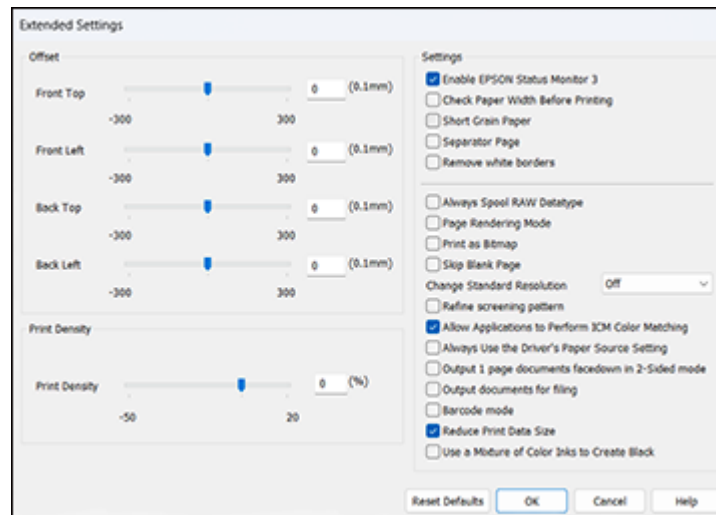 Extended Settings
Offset
Front Top
0
(0.1mm)
-300
300
Front Left
0
(0.1mm)
-300
300
Back Top
0
(0.1mm)
-300
300
Back Left
0
(0.1mm)
-300
300
Print Density
Print Density
0
(%)
-50
20
Settings
Enable EPSON Status Monitor 3
Check Paper Width Before Printing
Short Grain Paper
Separator Page
Remove white borders
Always Spool RAW Datatype
Page Rendering Mode
Print as Bitmap
Skip Blank Page
Change Standard Resolution
Off
Refine screening pattern
Allow Applications to Perform ICM Color Matching
Always Use the Driver's Paper Source Setting
Output 1 page documents facedown in 2-Sided mode
Output documents for filing
Barcode mode
Reduce Print Data Size
Use a Mixture of Color Inks to Create Black
Reset Defaults
OK
Cancel
Help